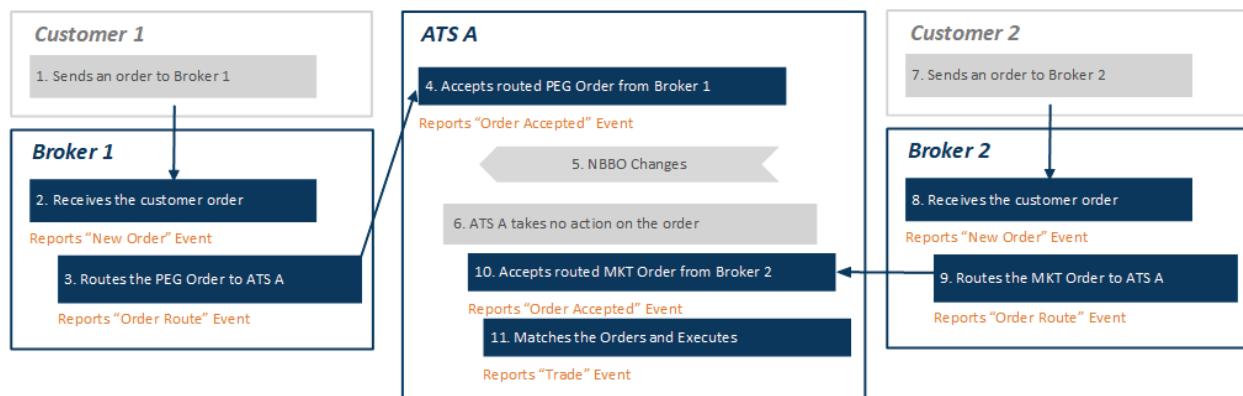 Customer 1
1. Sends an order to Broker 1
Broker 1
2. Receives the customer order
Reports “New Order” Event
3. Routes the PEG Order to ATS A
Reports “Order Route” Event
ATS A
4. Accepts routed PEG Order from Broker 1
Reports “Order Accepted” Event
5. NBBO Changes
6. ATS A takes no action on the order
10. Accepts routed MKT Order from Broker 2
Reports “Order Accepted” Event
11. Matches the Orders and Executes
Reports “Trade” Event
Customer 2
7. Sends an order to Broker 2
Broker 2
8. Receives the customer order
Reports “New Order” Event
9. Routes the MKT Order to ATS A
Reports “Order Route” Event